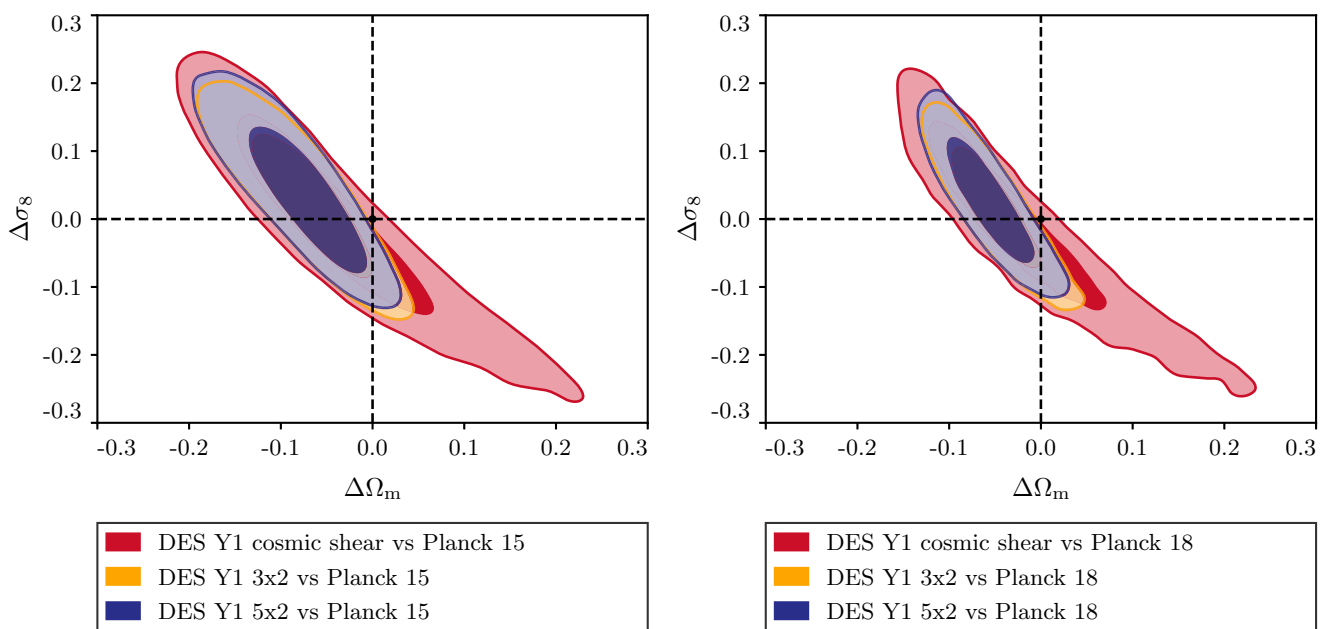 0.3
0.2
0.1
0.0
-0.1
-0.2
-0.3
Δσ₈
-0.3 -0.2 -0.1 0.0 0.1 0.2 0.3
ΔΩₘ
DES Y1 cosmic shear vs Planck 15
DES Y1 3x2 vs Planck 15
DES Y1 5x2 vs Planck 15
0.3
0.2
0.1
0.0
-0.1
-0.2
-0.3
Δσ₈
-0.3 -0.2 -0.1 0.0 0.1 0.2 0.3
ΔΩₘ
DES Y1 cosmic shear vs Planck 18
DES Y1 3x2 vs Planck 18
DES Y1 5x2 vs Planck 18